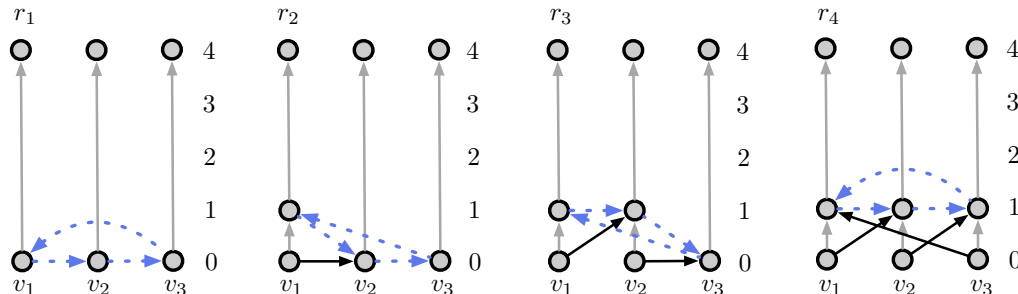 r₁ r₂ r₃ r₄
4 4 4 4
3 3 3 3
2 2 2 2
1 1 1 1
0 0 0 0
v₁ v₂ v₃ v₁ v₂ v₃ v₁ v₂ v₃ v₁ v₂ v₃